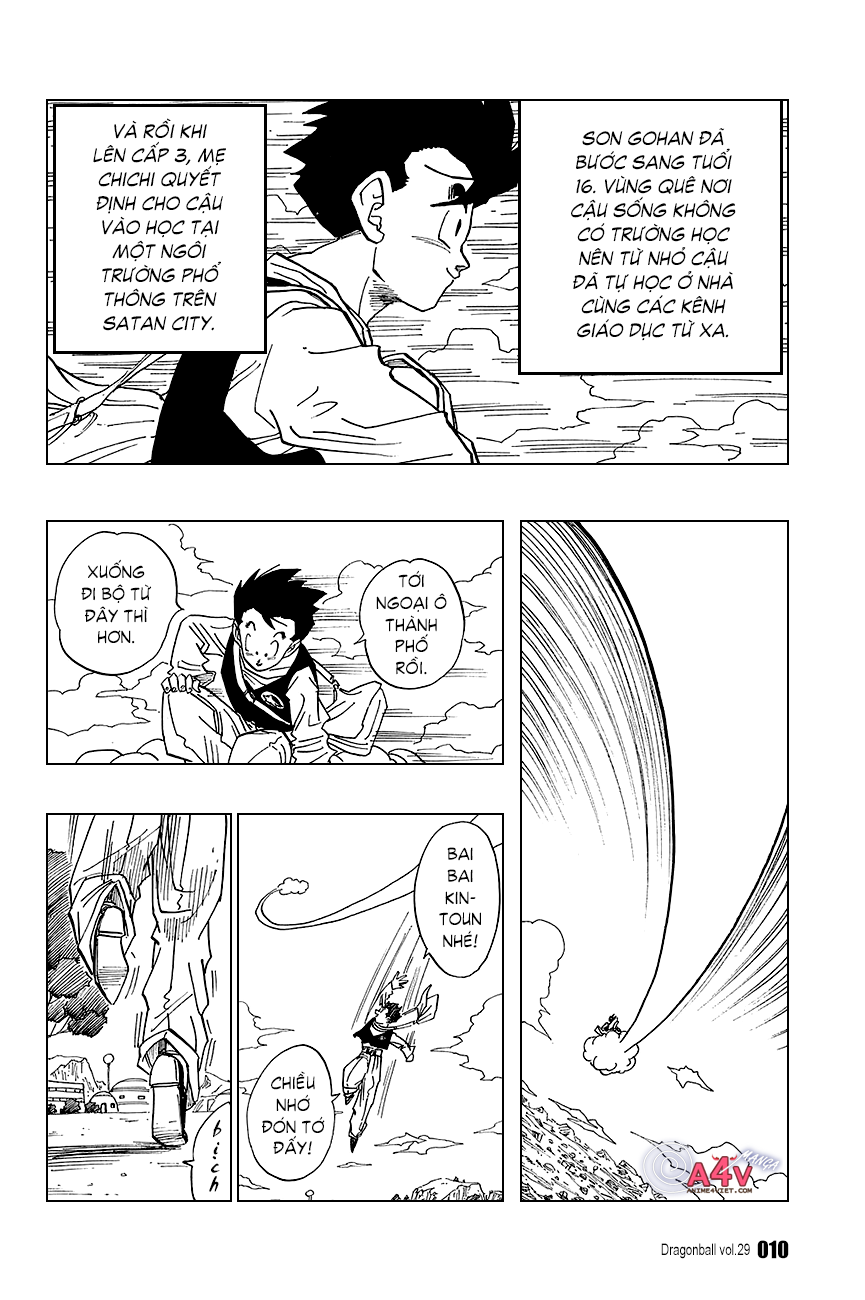 SON GOHAN ĐÃ
BƯỚC SANG TUỔI
16. VÙNG QUÊ NƠI
CẬU SỐNG KHÔNG
CÓ TRƯỜNG HỌC
NÊN TỪ NHỎ CẬU
ĐÃ TỰ HỌC Ở NHÀ
CÙNG CÁC KÊNH
GIÁO DỤC TỪ XA.
VÀ RỒI KHI
LÊN CẤP 3, MẸ
CHICHI QUYẾT
ĐỊNH CHO CẬU
VÀO HỌC TẠI
MỘT NGÔI
TRƯỜNG PHỔ
THÔNG TRÊN
SATAN CITY.
TỚI
NGOẠI Ô
THÀNH
PHỐ
RỒI.
XUỐNG
ĐI BỘ TỪ
ĐÂY THÌ
HƠN.
BAI
BAI
KIN-
TOUN
NHÉ!
CHIỀU
NHỚ
ĐÓN TỚ
ĐẤY!
bịch
A4V
MANGA
ANIME4VIET.COM
Dragonball vol.29 010